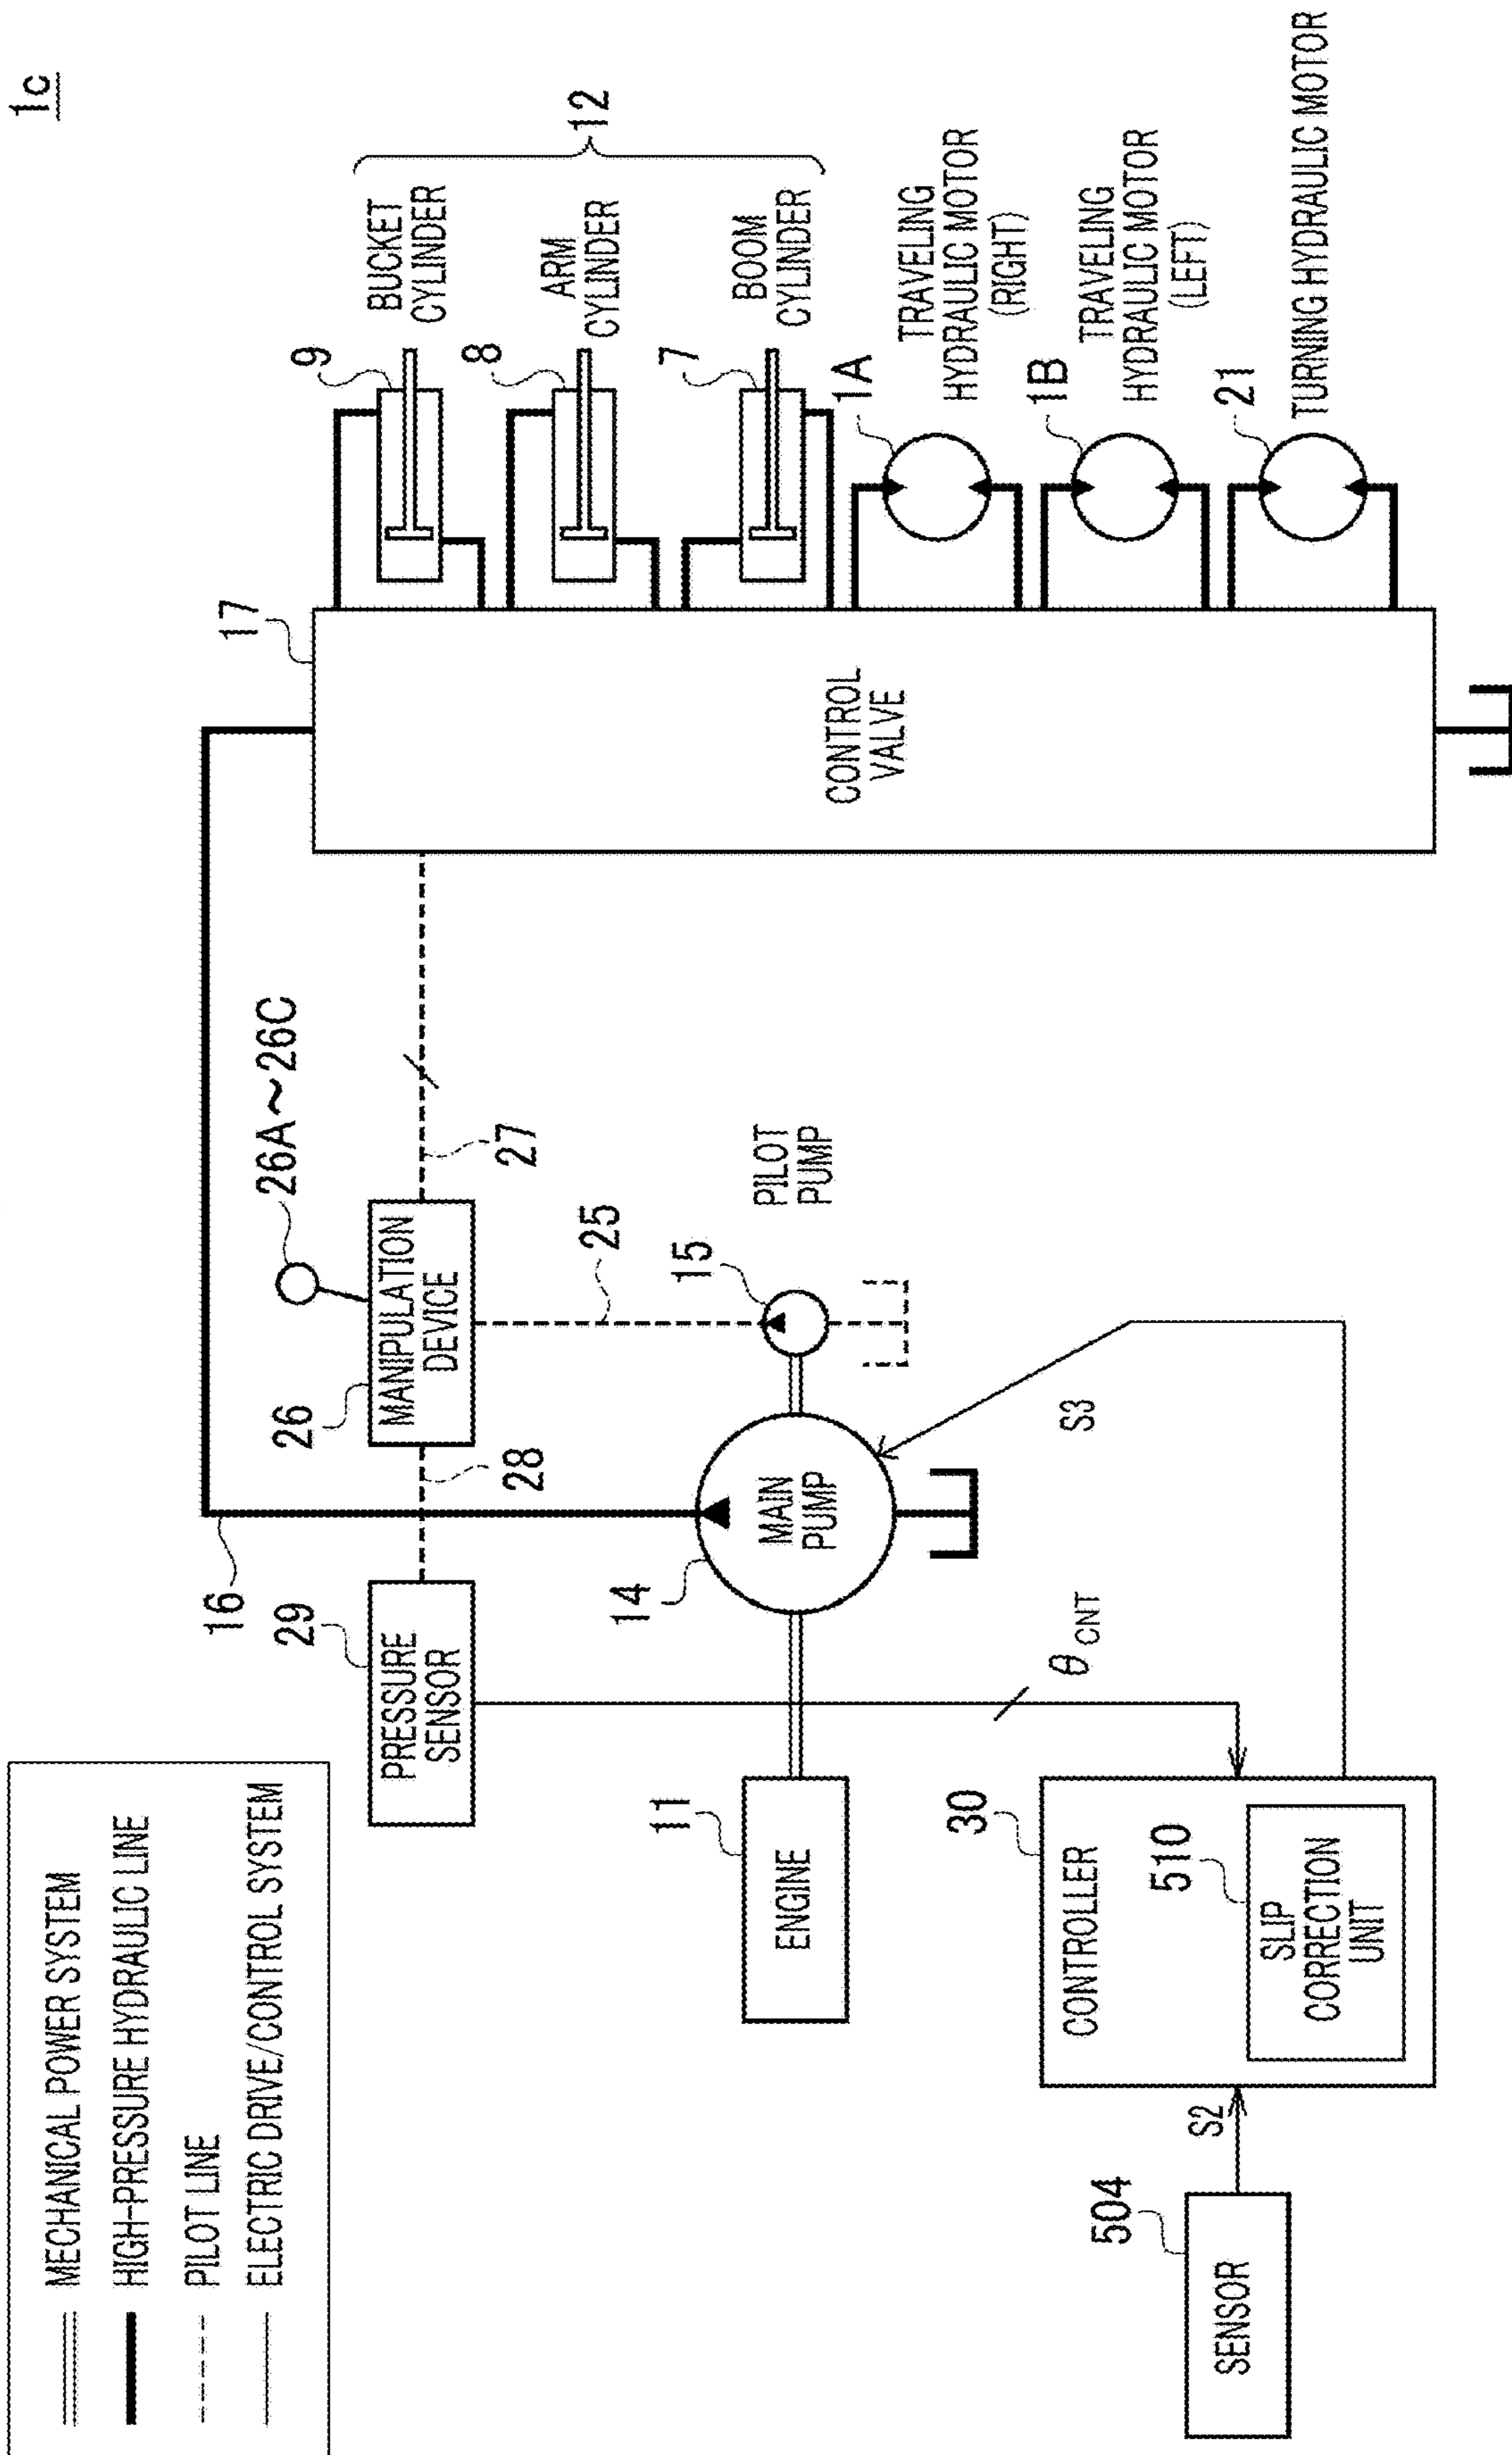 1c
MECHANICAL POWER SYSTEM
HIGH-PRESSURE HYDRAULIC LINE
PILOT LINE
ELECTRIC DRIVE/CONTROL SYSTEM
16
29
PRESSURE
SENSOR
28
26
MANIPULATION
DEVICE
26A~26C
27
25
17
CONTROL
VALVE
9
BUCKET
CYLINDER
8
ARM
CYLINDER
7
BOOM
CYLINDER
12
1A
TRAVELING
HYDRAULIC MOTOR
(RIGHT)
1B
TRAVELING
HYDRAULIC MOTOR
(LEFT)
21
TURNING HYDRAULIC MOTOR
11
ENGINE
14
MAIN
PUMP
15
PILOT
PUMP
θCNT
S3
30
CONTROLLER
510
SLIP
CORRECTION
UNIT
S2
504
SENSOR